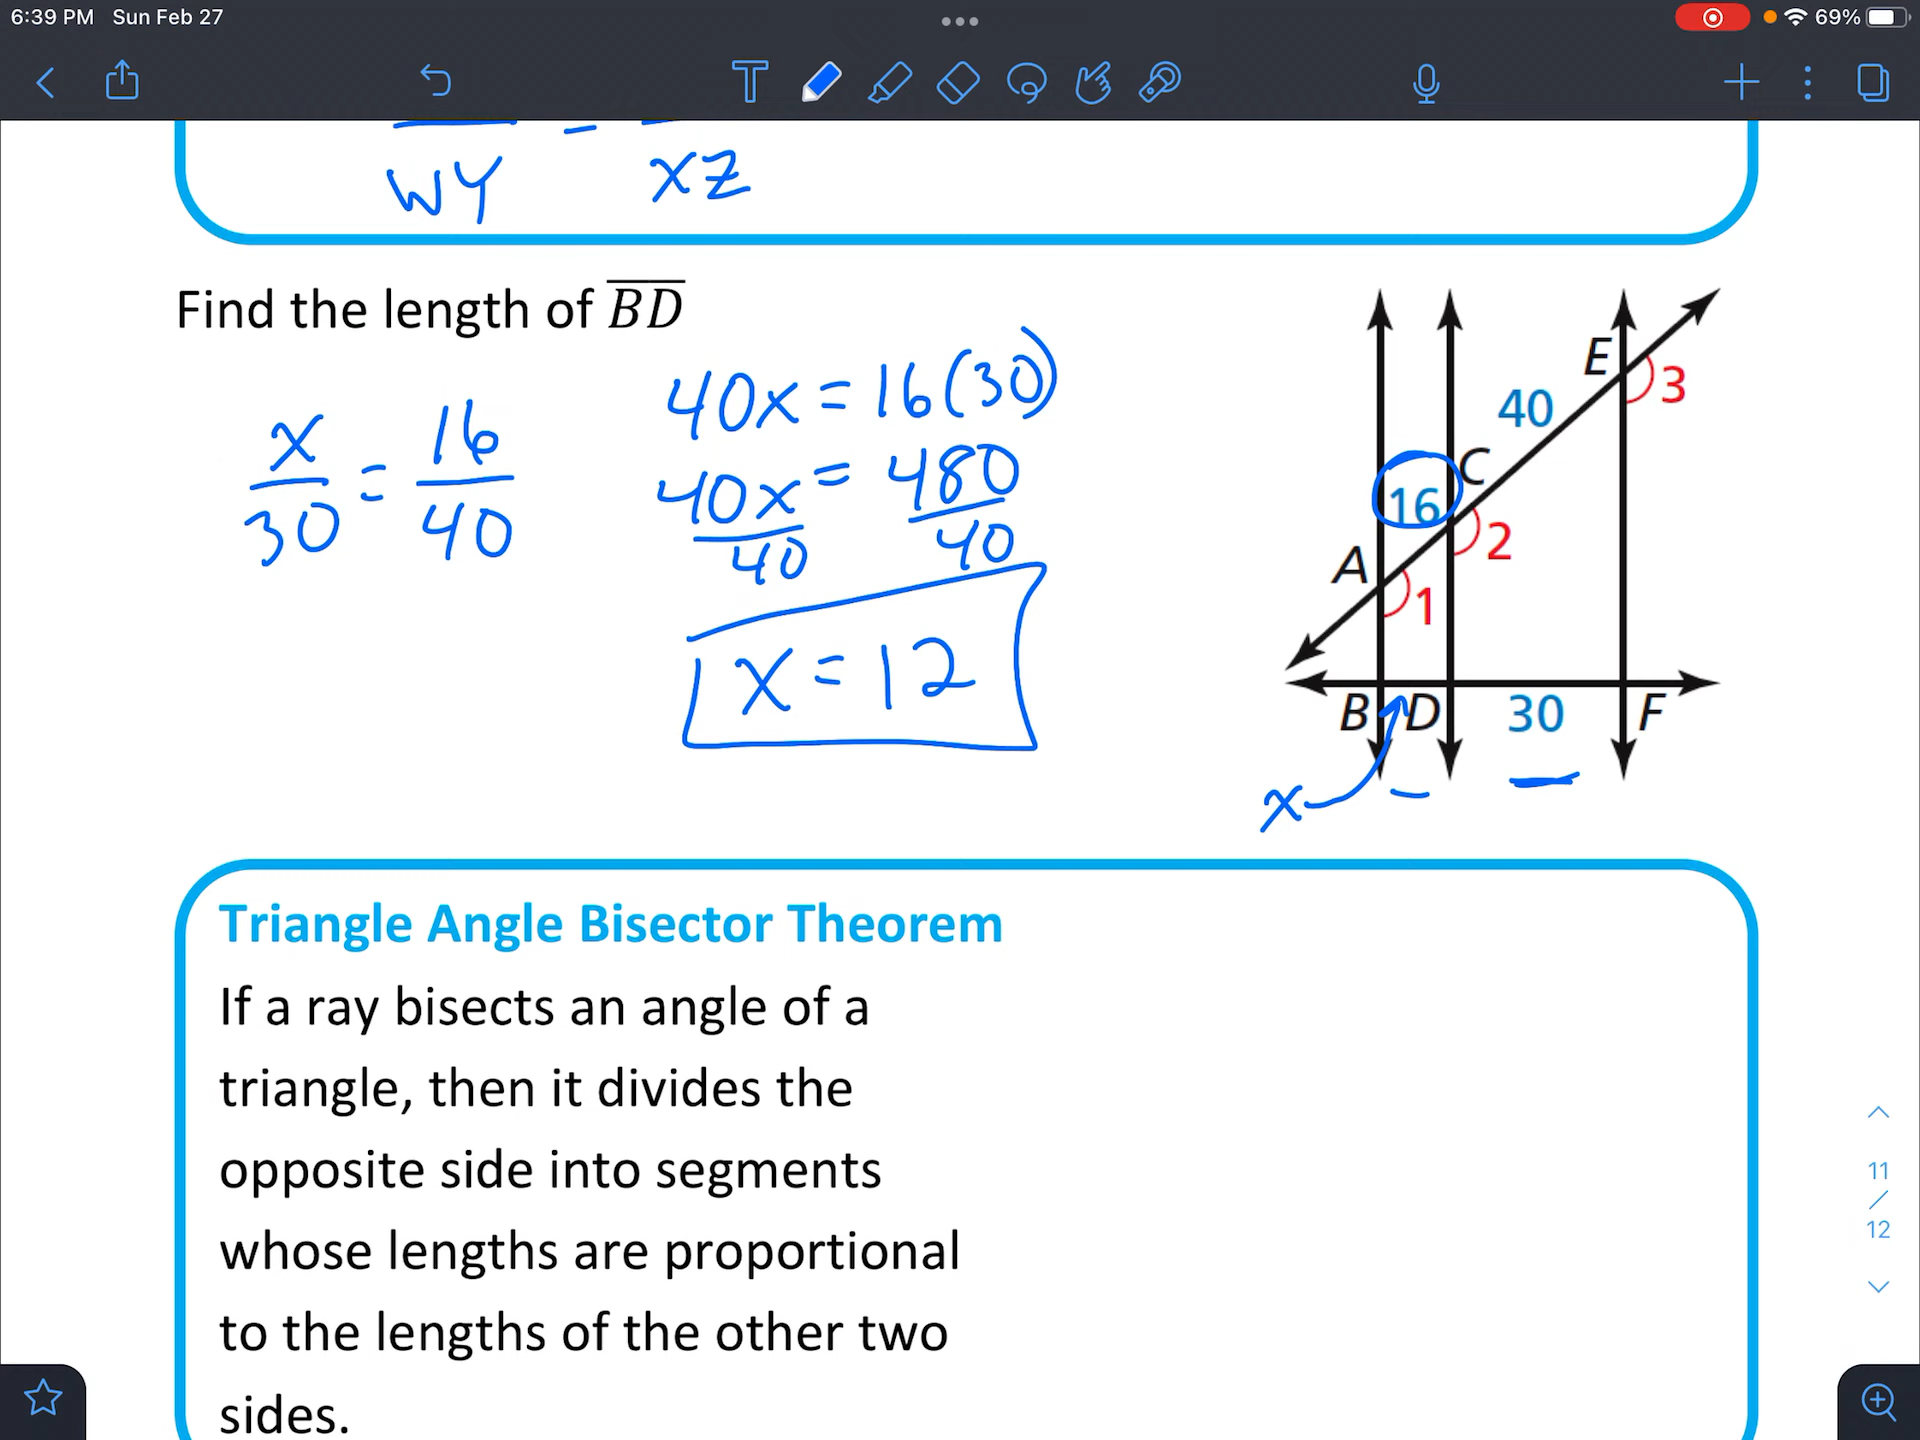 6:39 PM Sun Feb 27
69%
WY = XZ
Find the length of BD
x/30 = 16/40
40x = 16(30)
40x/40 = 480/40
x = 12
E
3
40
C
16
2
A
1
B D 30 F
x
Triangle Angle Bisector Theorem
If a ray bisects an angle of a
triangle, then it divides the
opposite side into segments
whose lengths are proportional
to the lengths of the other two
sides.
11
/
12